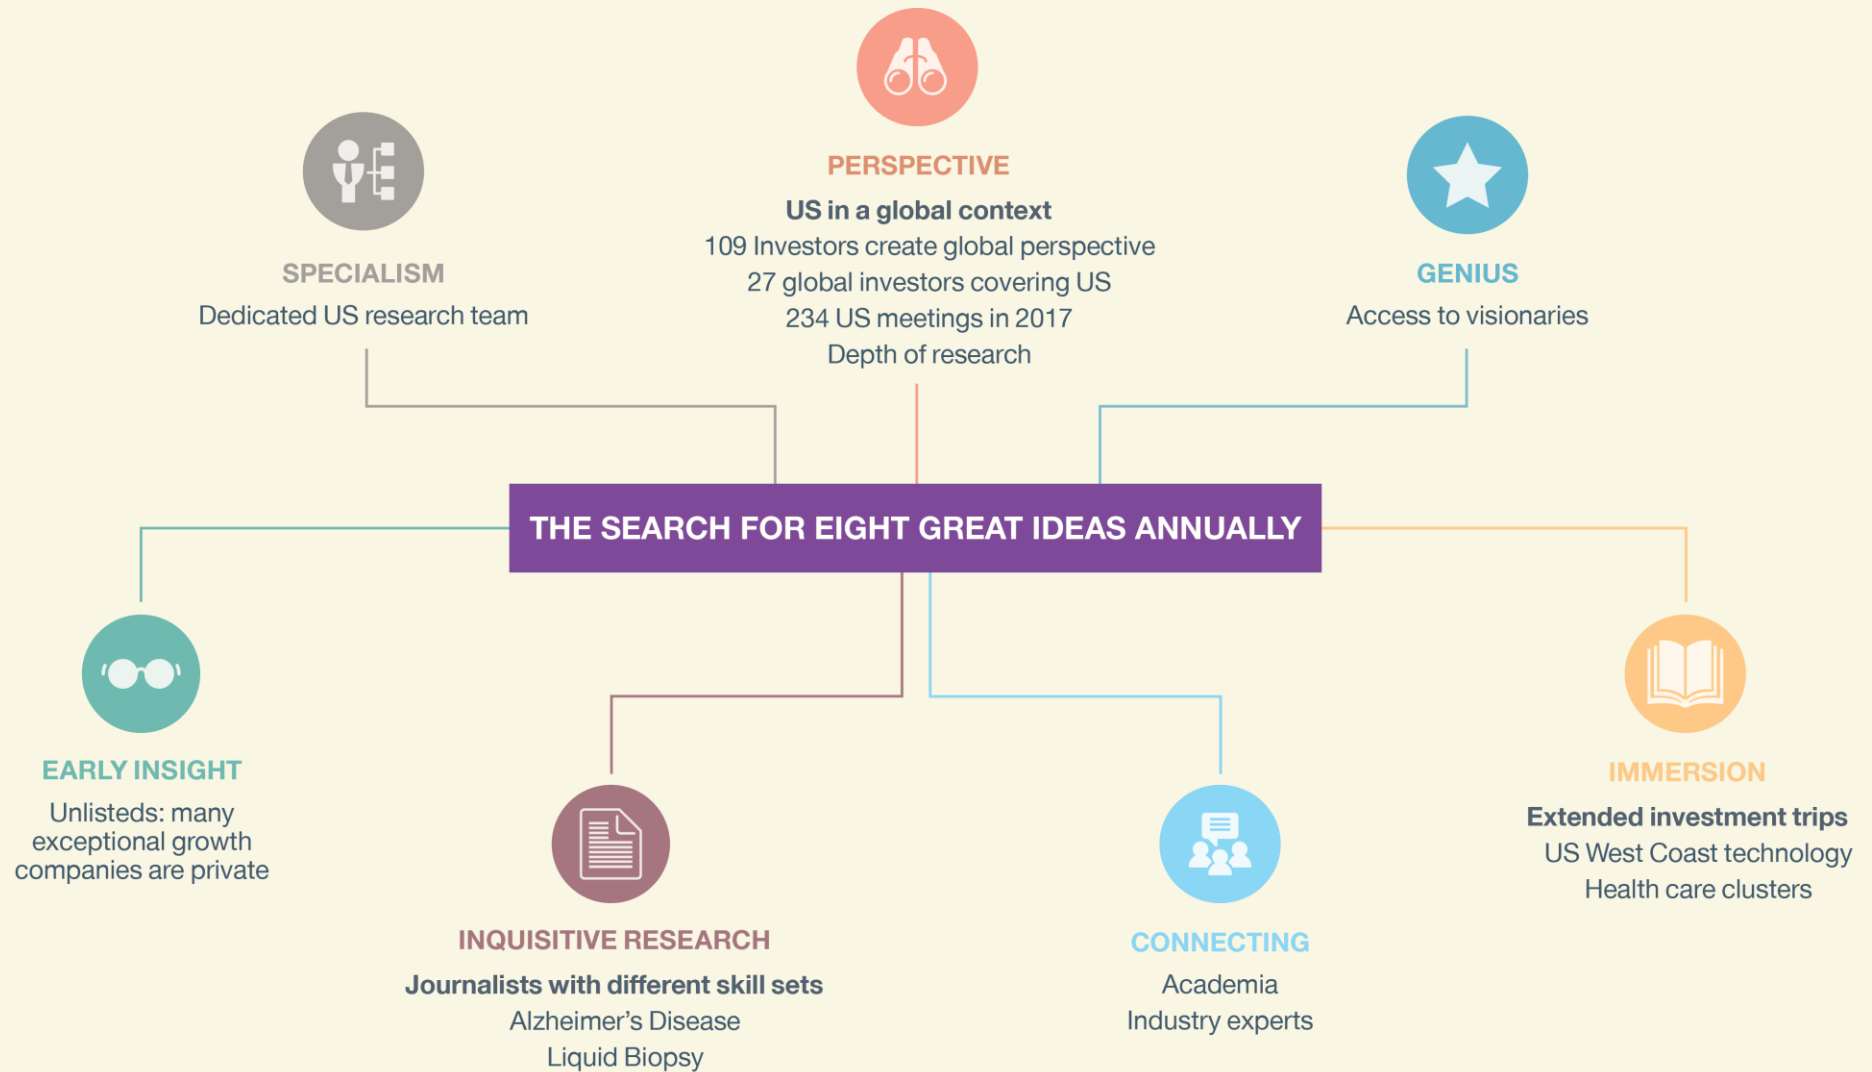 PERSPECTIVE
US in a global context
109 Investors create global perspective
27 global investors covering US
234 US meetings in 2017
Depth of research
SPECIALISM
Dedicated US research team
GENIUS
Access to visionaries
THE SEARCH FOR EIGHT GREAT IDEAS ANNUALLY
EARLY INSIGHT
Unlisteds: many
exceptional growth
companies are private
INQUISITIVE RESEARCH
Journalists with different skill sets
Alzheimer's Disease
Liquid Biopsy
CONNECTING
Academia
Industry experts
IMMERSION
Extended investment trips
US West Coast technology
Health care clusters